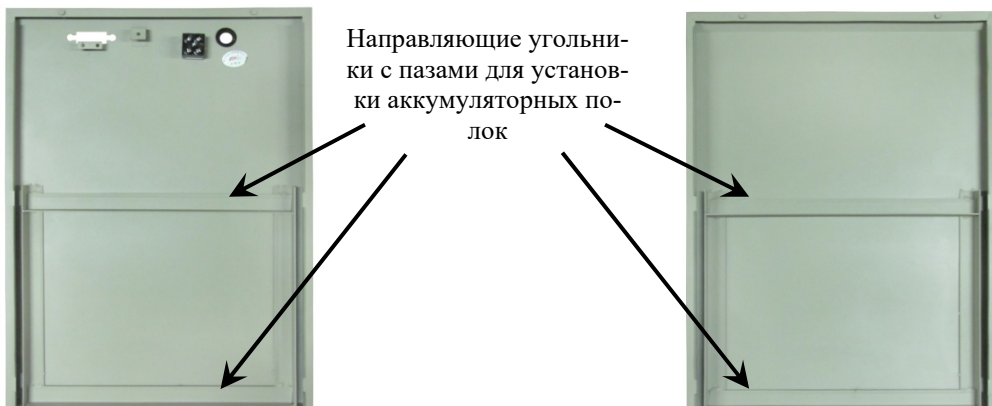 Направляющие угольни-
ки с пазами для установ-
ки аккумуляторных по-
лок